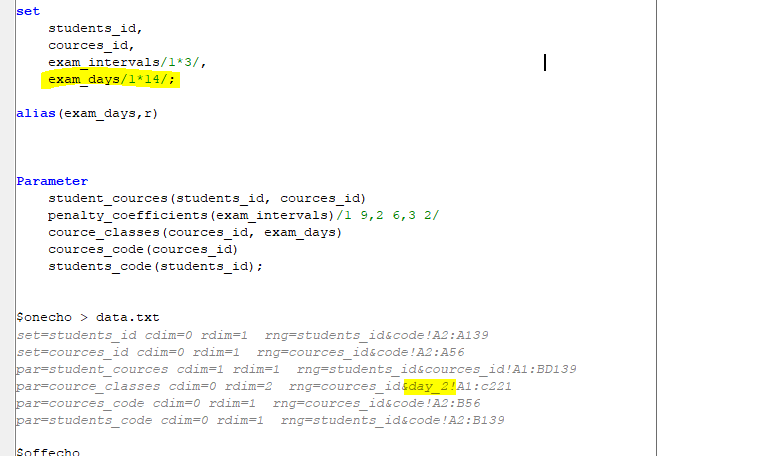 set
students_id,
cources_id,
exam_intervals/1*3/,
exam_days/1*14/;
alias(exam_days,r)
Parameter
student_cources(students_id, cources_id)
penalty_coefficients(exam_intervals)/1 9,2 6,3 2/
cource_classes(cources_id, exam_days)
cources_code(cources_id)
students_code(students_id);
$onecho > data.txt
set=students_id cdim=0 rdim=1  rng=students_id&code!A2:A139
set=cources_id cdim=0 rdim=1  rng=cources_id&code!A2:A56
par=student_cources cdim=1 rdim=1  rng=students_id&cources_id!A1:BD139
par=cource_classes cdim=0 rdim=2  rng=cources_id&day_2!A1:c221
par=cources_code cdim=0 rdim=1  rng=cources_id&code!A2:B56
par=students_code cdim=0 rdim=1  rng=students_id&code!A2:B139
$offecho